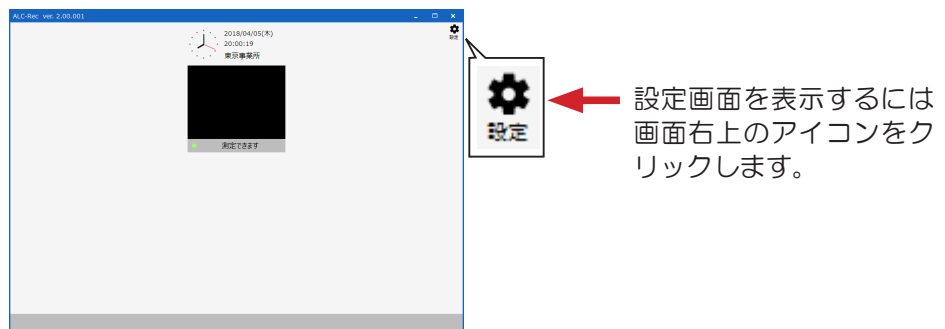 ALC-Rec ver. 2.00.001
2018/04/05(木)
20:00:19
東京事業所
設定
測定できます
設定
設定画面を表示するには
画面右上のアイコンをク
リックします。